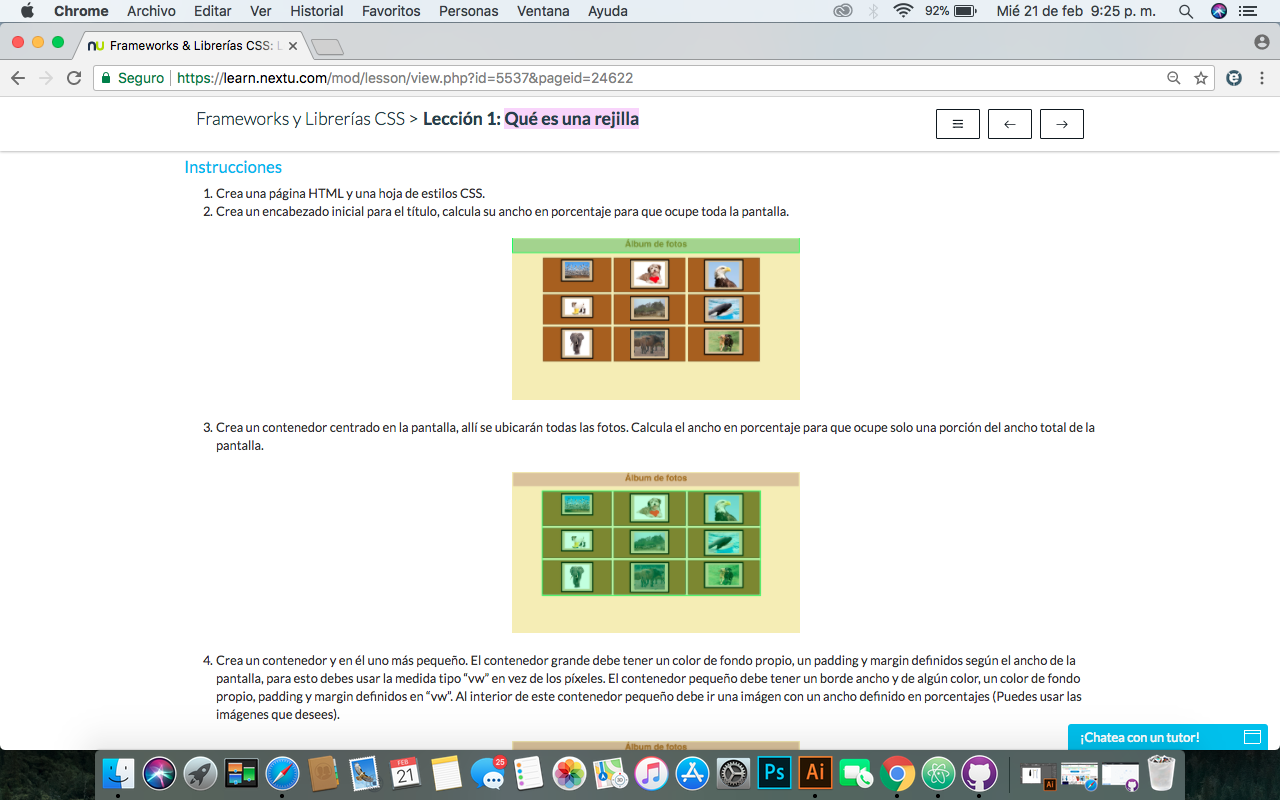 Chrome Archivo Editar Ver Historial Favoritos Personas Ventana Ayuda 92% Mié 21 de feb 9:25 p. m.
Frameworks & Librerías CSS: L
Seguro https://learn.nextu.com/mod/lesson/view.php?id=5537&pageid=24622
Frameworks y Librerías CSS > Lección 1: Qué es una rejilla
Instrucciones
1. Crea una página HTML y una hoja de estilos CSS.
2. Crea un encabezado inicial para el título, calcula su ancho en porcentaje para que ocupe toda la pantalla.
Álbum de fotos
3. Crea un contenedor centrado en la pantalla, allí se ubicarán todas las fotos. Calcula el ancho en porcentaje para que ocupe solo una porción del ancho total de la
pantalla.
Álbum de fotos
4. Crea un contenedor y en él uno más pequeño. El contenedor grande debe tener un color de fondo propio, un padding y margin definidos según el ancho de la
pantalla, para esto debes usar la medida tipo “vw” en vez de los píxeles. El contenedor pequeño debe tener un borde ancho y de algún color, un color de fondo
propio, padding y margin definidos en “vw”. Al interior de este contenedor pequeño debe ir una imágen con un ancho definido en porcentajes (Puedes usar las
imágenes que desees).
Álbum de fotos
¡Chatea con un tutor!
FEB
21
25
Ps
Ai